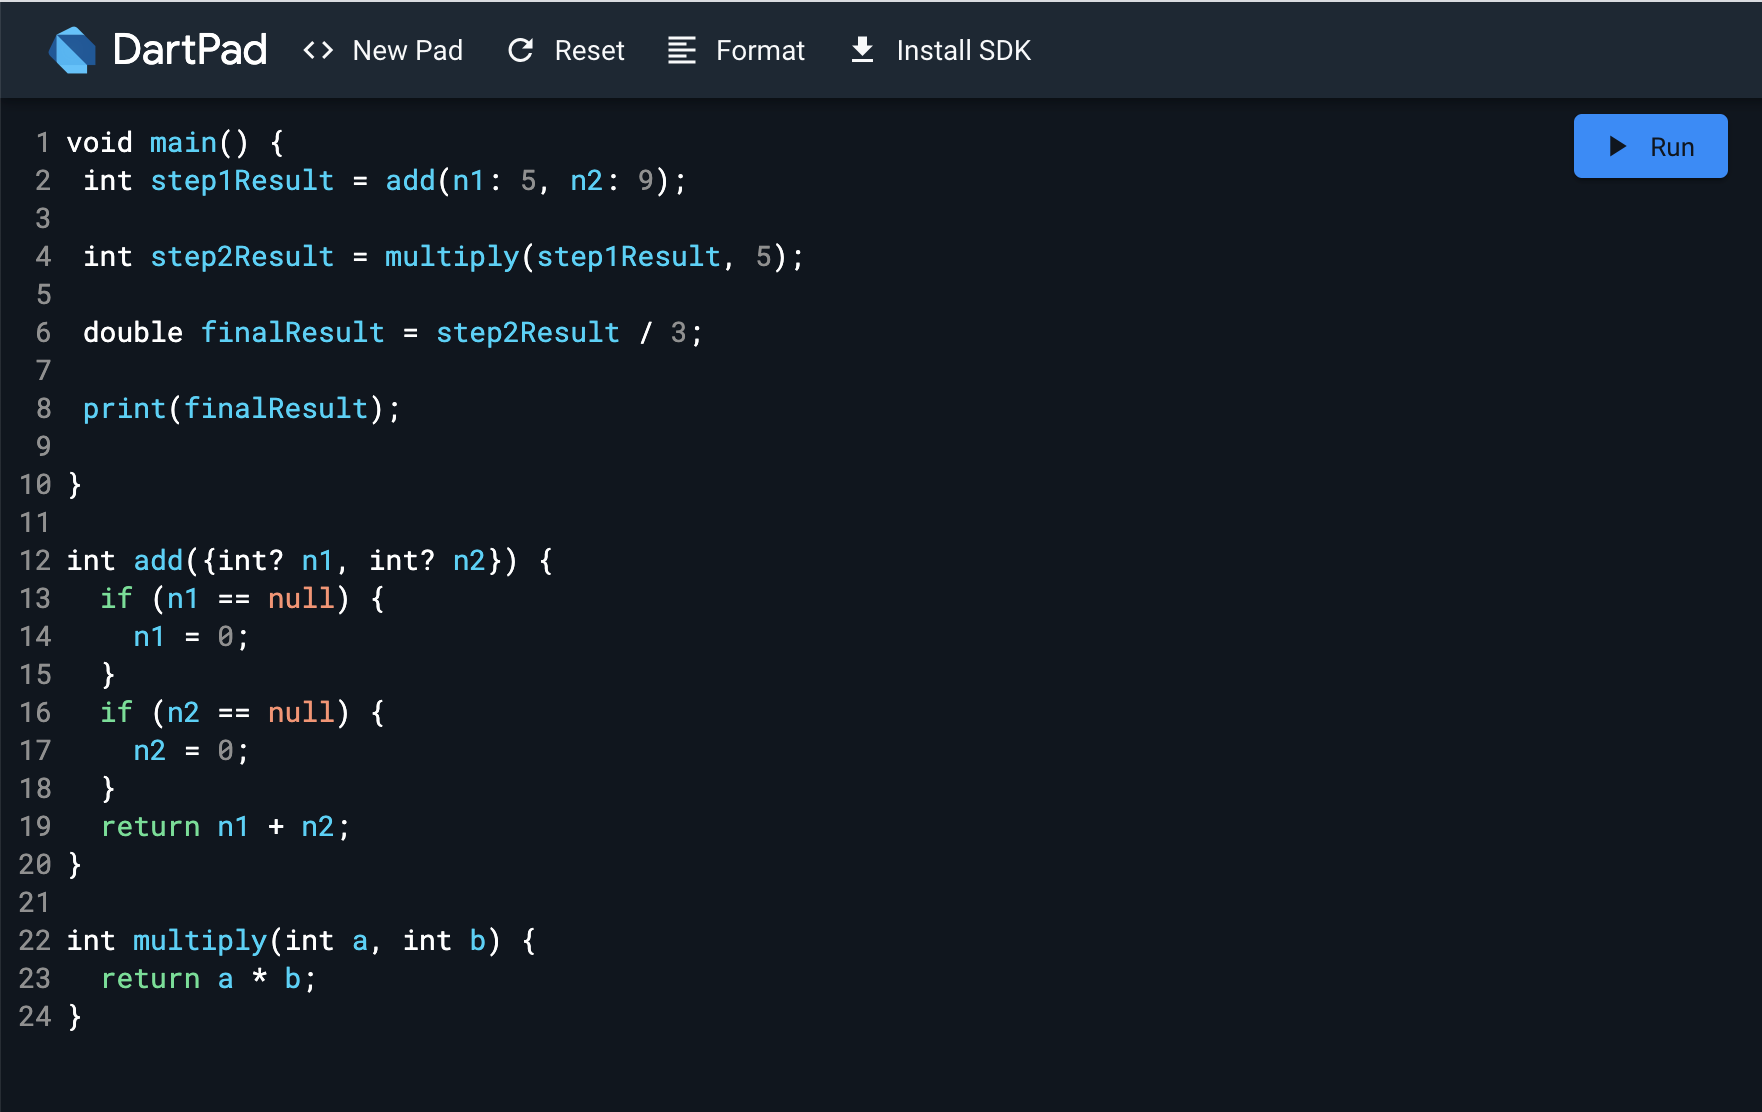 DartPad <> New Pad Reset Format Install SDK
Run
1 void main() {
2  int step1Result = add(n1: 5, n2: 9);
3
4  int step2Result = multiply(step1Result, 5);
5
6  double finalResult = step2Result / 3;
7
8  print(finalResult);
9
10 }
11
12 int add({int? n1, int? n2}) {
13   if (n1 == null) {
14     n1 = 0;
15   }
16   if (n2 == null) {
17     n2 = 0;
18   }
19   return n1 + n2;
20 }
21
22 int multiply(int a, int b) {
23   return a * b;
24 }